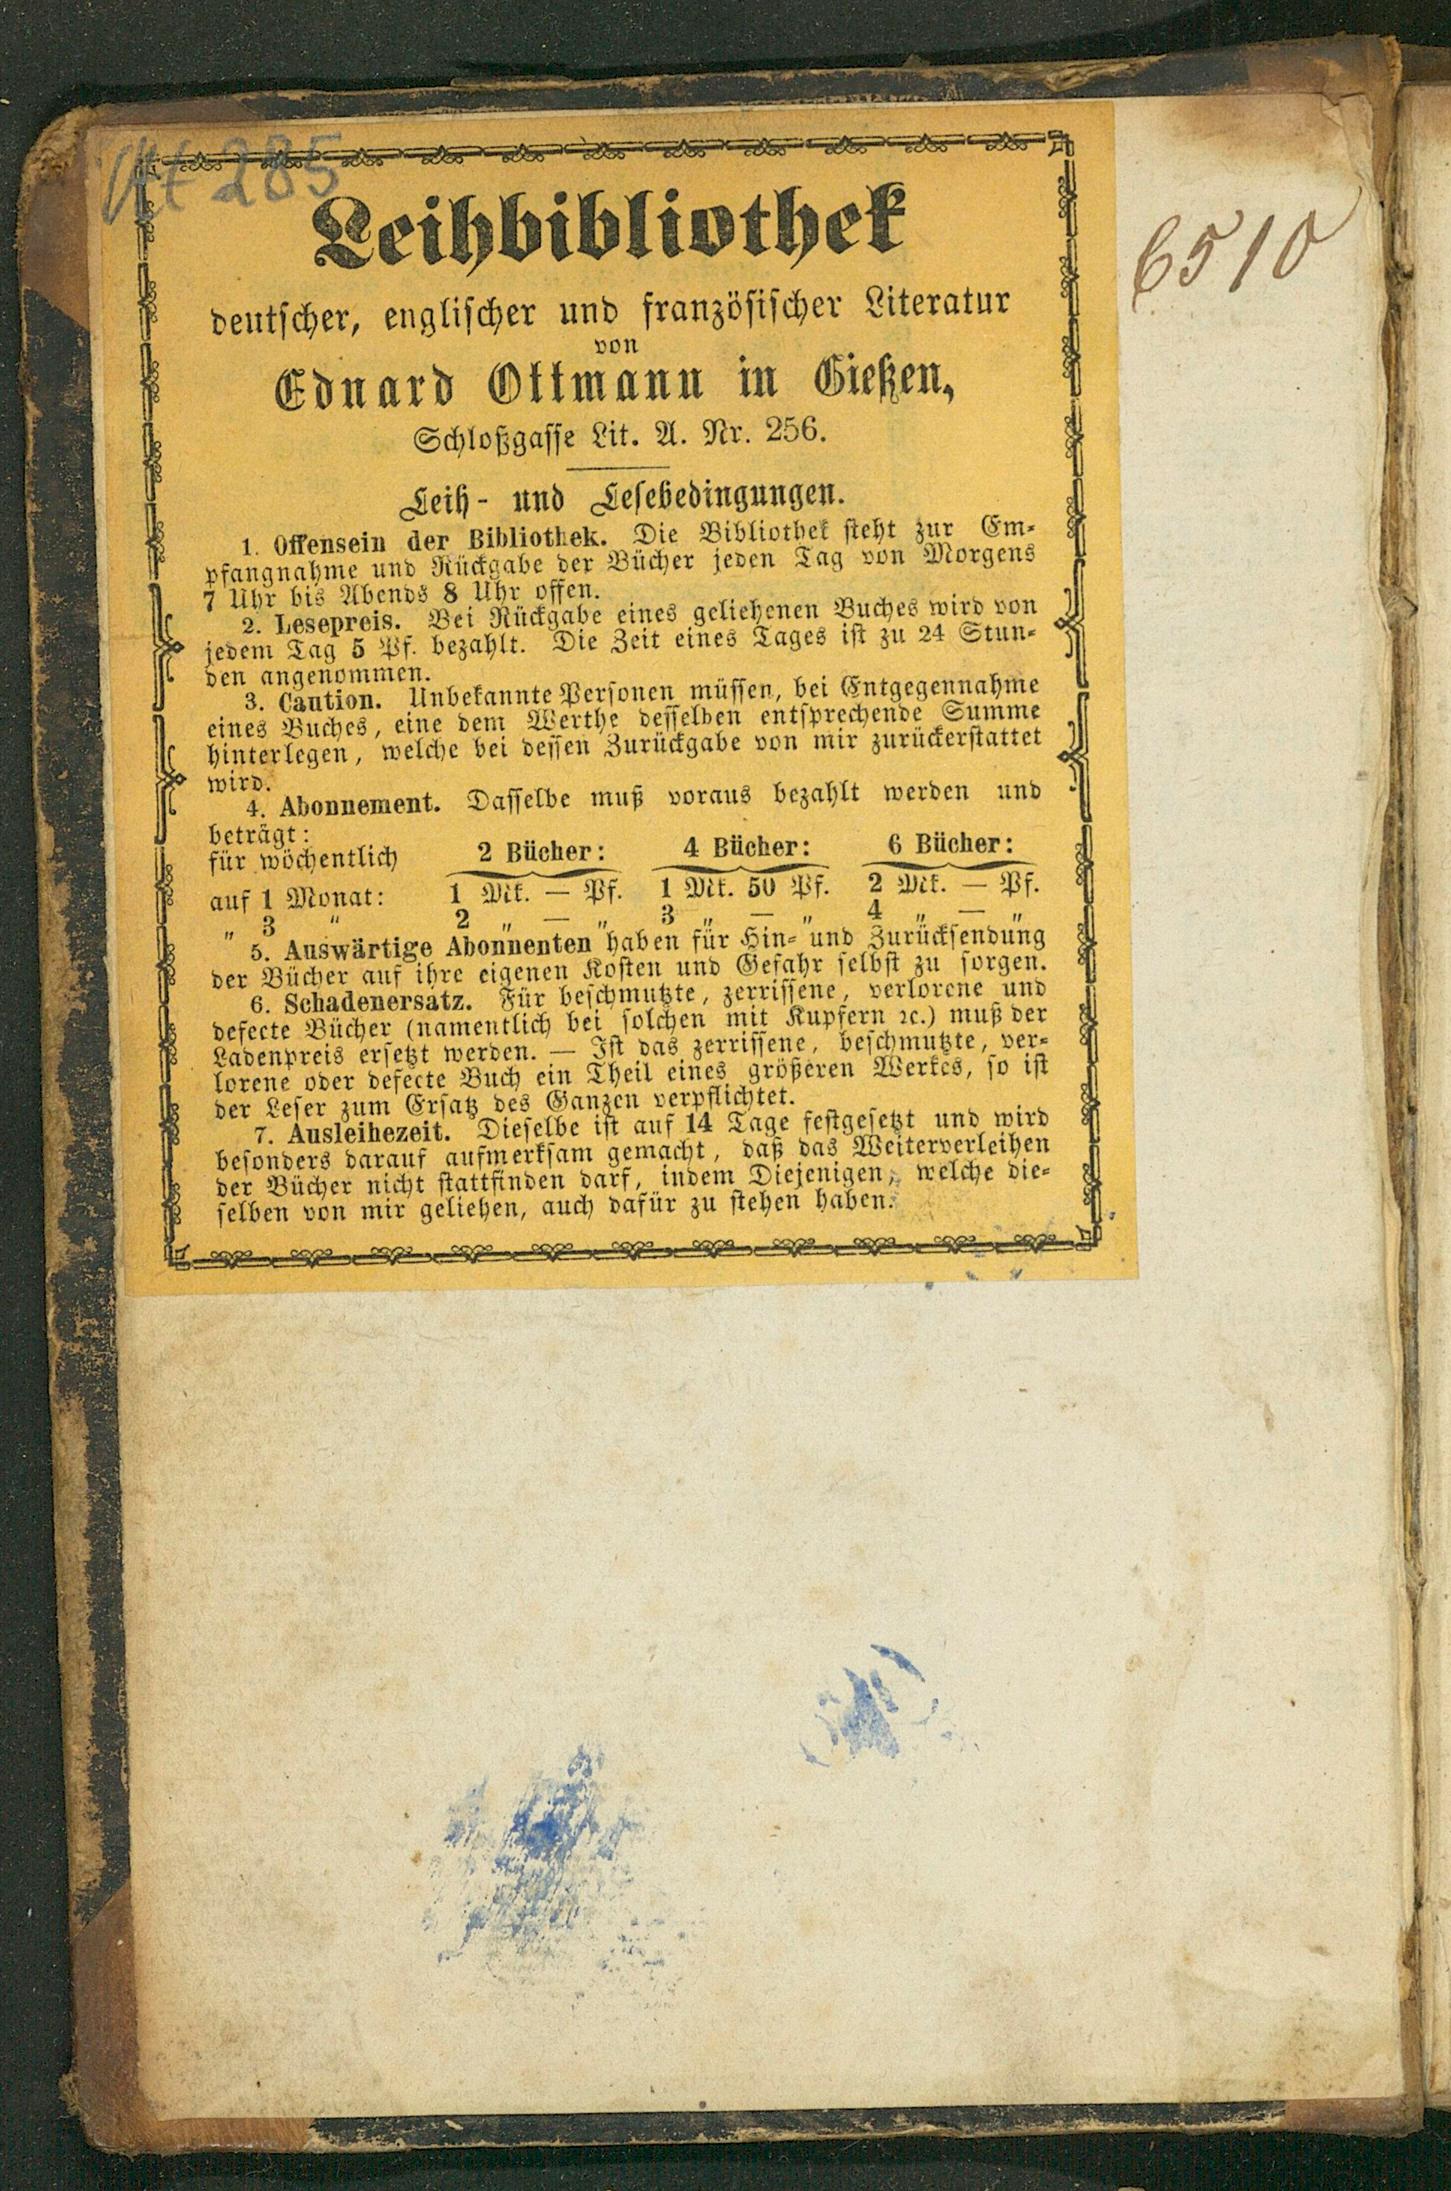 285
6510
Leihbibliothek
deutscher, englischer und französischer Literatur
von
Eduard Ottmann in Gießen,
Schloßgasse Lit. A. Nr. 256.
Leih- und Lesebedingungen.
1. Offensein der Bibliothek. Die Bibliothek steht zur Em-
pfangnahme und Rückgabe der Bücher jeden Tag von Morgens
7 Uhr bis Abends 8 Uhr offen.
2. Lesepreis. Bei Rückgabe eines geliehenen Buches wird von
jedem Tag 5 Pf. bezahlt. Die Zeit eines Tages ist zu 24 Stun-
den angenommen.
3. Caution. Unbekannte Personen müssen, bei Entgegennahme
eines Buches, eine dem Werthe desselben entsprechende Summe
hinterlegen, welche bei dessen Zurückgabe von mir zurückerstattet
wird.
4. Abonnement. Dasselbe muß voraus bezahlt werden und
beträgt:
für wöchentlich 2 Bücher: 4 Bücher: 6 Bücher:
auf 1 Monat: 1 Mk. — Pf. 1 Mk. 50 Pf. 2 Mk. — Pf.
„ 3 „ 2 „ — „ 3 „ — „ 4 „ — „
5. Auswärtige Abonnenten haben für Hin- und Zurücksendung
der Bücher auf ihre eigenen Kosten und Gefahr selbst zu sorgen.
6. Schadenersatz. Für beschmutzte, zerrissene, verlorene und
defecte Bücher (namentlich bei solchen mit Kupfern ꝛc.) muß der
Ladenpreis ersetzt werden. — Ist das zerrissene, beschmutzte, ver-
lorene oder defecte Buch ein Theil eines größeren Werkes, so ist
der Leser zum Ersatz des Ganzen verpflichtet.
7. Ausleihezeit. Dieselbe ist auf 14 Tage festgesetzt und wird
besonders darauf aufmerksam gemacht, daß das Weiterverleihen
der Bücher nicht stattfinden darf, indem Diejenigen, welche die-
selben von mir geliehen, auch dafür zu stehen haben.